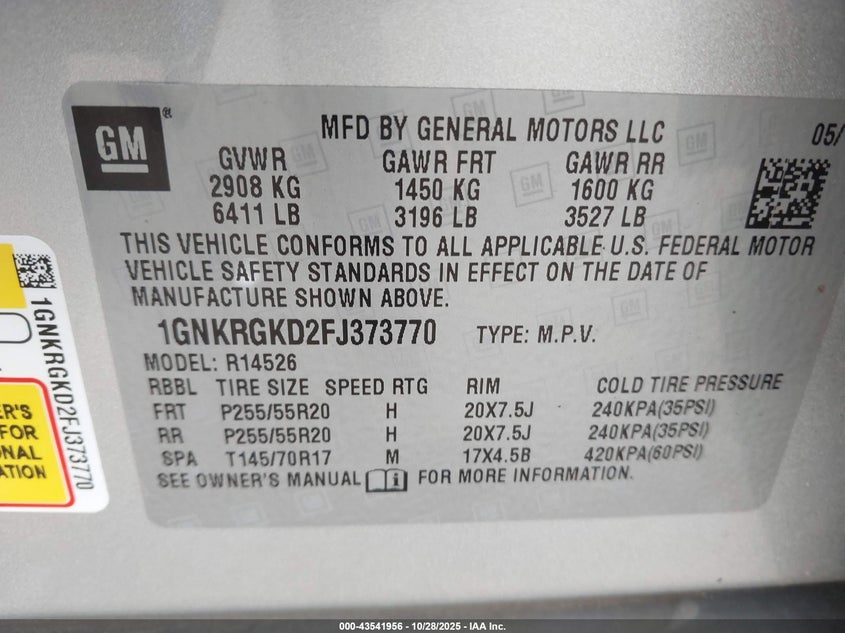 GM ®
MFD BY GENERAL MOTORS LLC
05/
GVWR GAWR FRT GAWR RR
2908 KG 1450 KG 1600 KG
6411 LB 3196 LB 3527 LB
THIS VEHICLE CONFORMS TO ALL APPLICABLE U.S. FEDERAL MOTOR
VEHICLE SAFETY STANDARDS IN EFFECT ON THE DATE OF
MANUFACTURE SHOWN ABOVE.
1GNKRGKD2FJ373770 TYPE: M.P.V.
MODEL: R14526
RBBL TIRE SIZE SPEED RTG RIM COLD TIRE PRESSURE
FRT P255/55R20 H 20X7.5J 240KPA(35PSI)
RR P255/55R20 H 20X7.5J 240KPA(35PSI)
SPA T145/70R17 M 17X4.5B 420KPA(60PSI)
SEE OWNER'S MANUAL i FOR MORE INFORMATION.
1GNKRGKD2FJ373770
ER'S
FOR
ONAL
ATION
000-43541956 - 10/28/2025 - IAA Inc.